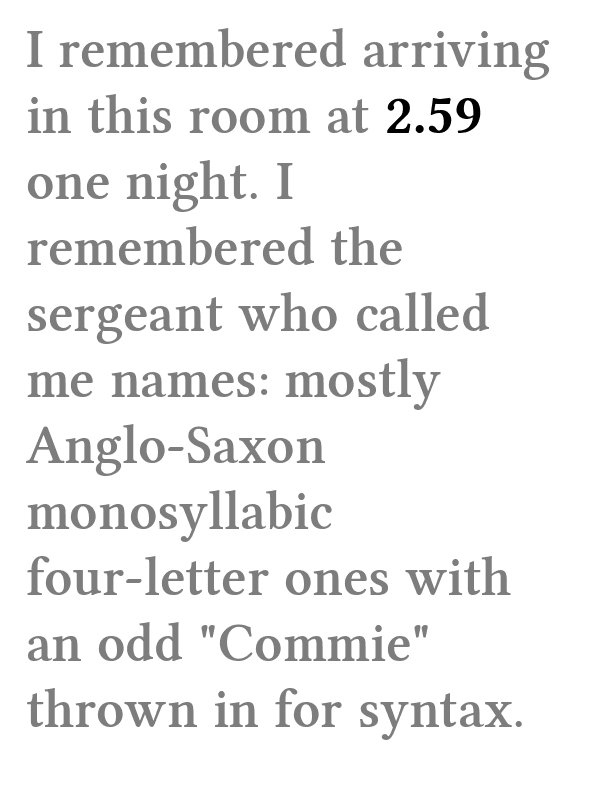 I remembered arriving
in this room at 2.59
one night. I
remembered the
sergeant who called
me names: mostly
Anglo-Saxon
monosyllabic
four-letter ones with
an odd "Commie"
thrown in for syntax.